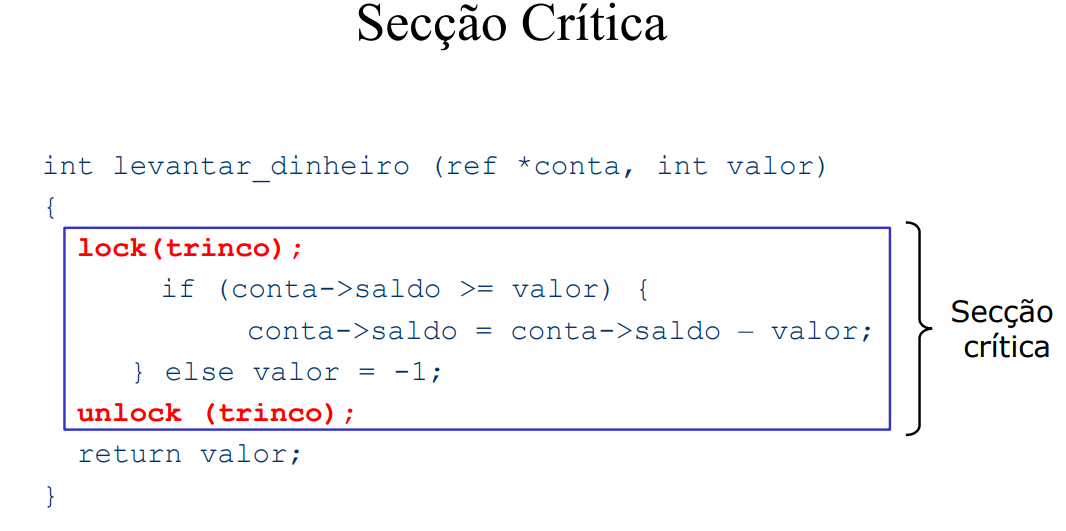 Secção Crítica
int levantar_dinheiro (ref *conta, int valor)
{
lock(trinco);
if (conta->saldo >= valor) {
conta->saldo = conta->saldo – valor;
} else valor = -1;
unlock (trinco);
return valor;
}
Secção
crítica